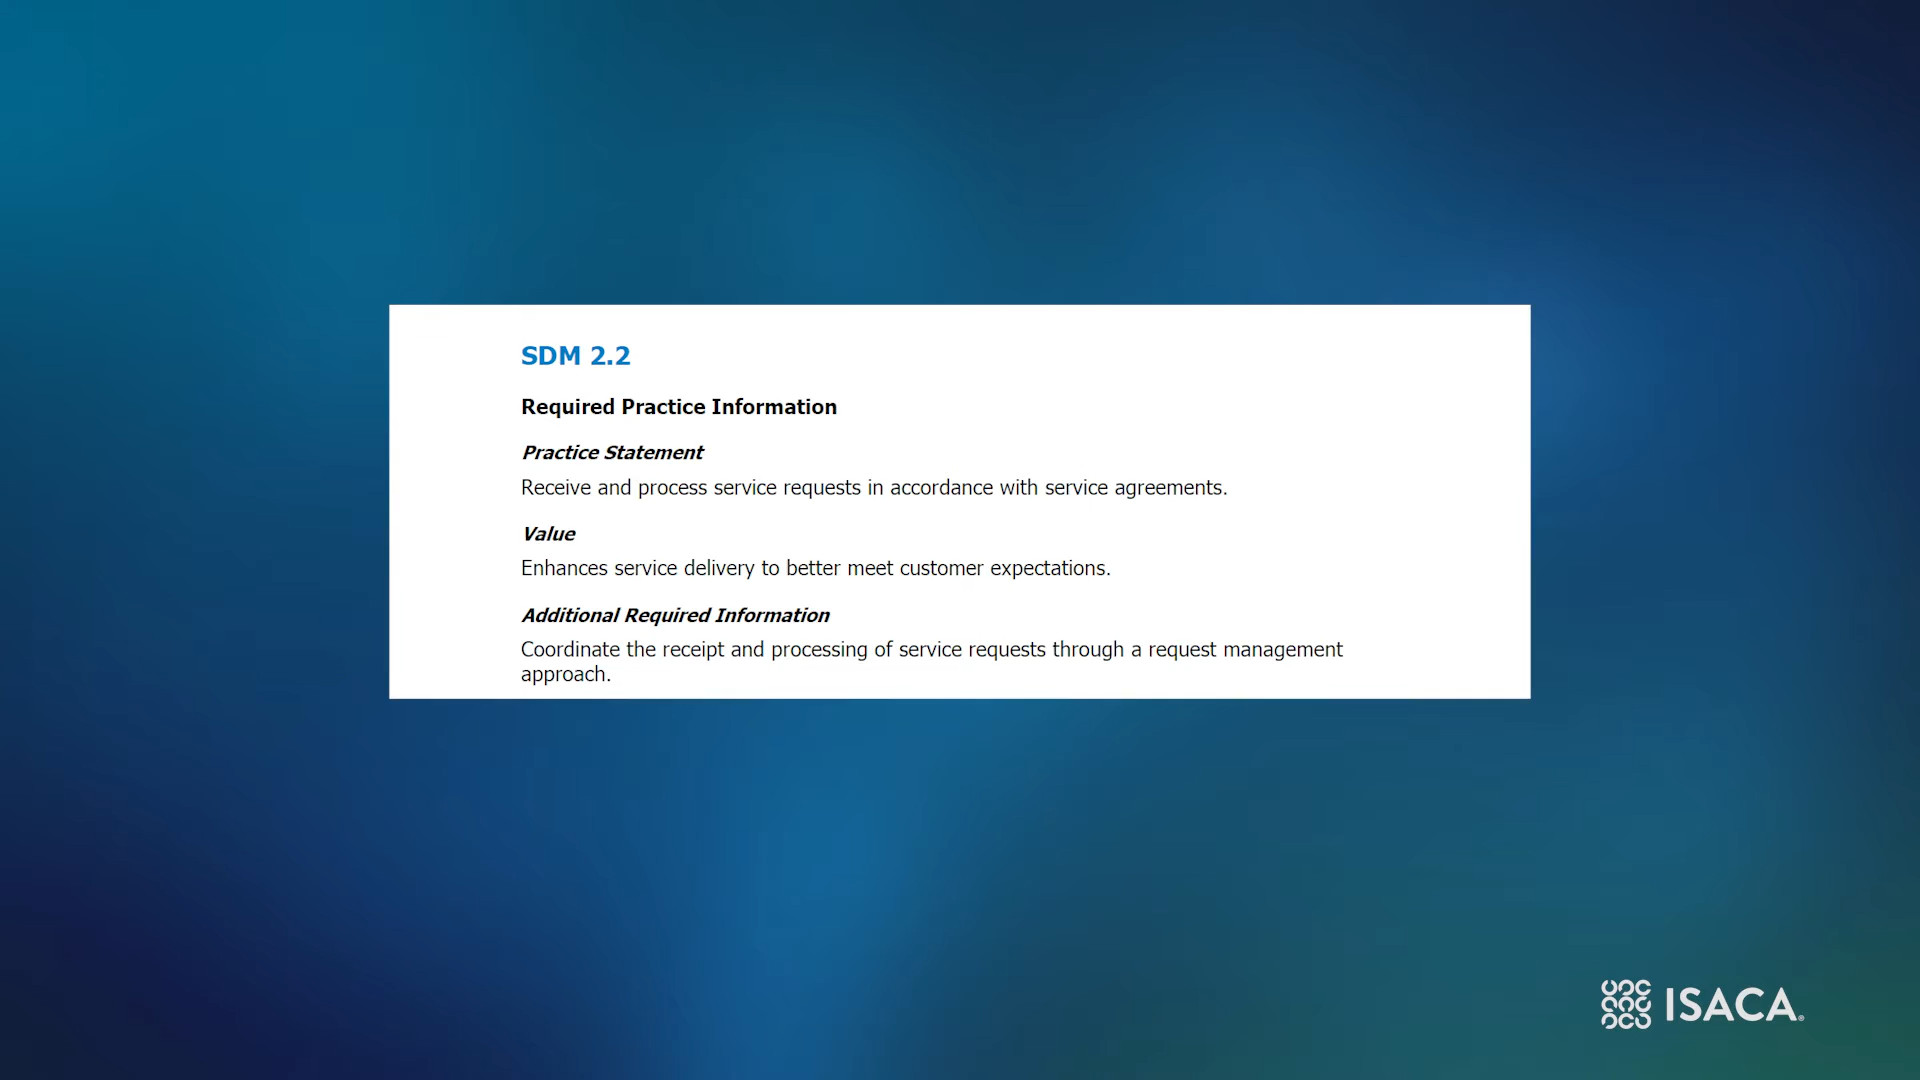 SDM 2.2
Required Practice Information
Practice Statement
Receive and process service requests in accordance with service agreements.
Value
Enhances service delivery to better meet customer expectations.
Additional Required Information
Coordinate the receipt and processing of service requests through a request management
approach.
ISACA®